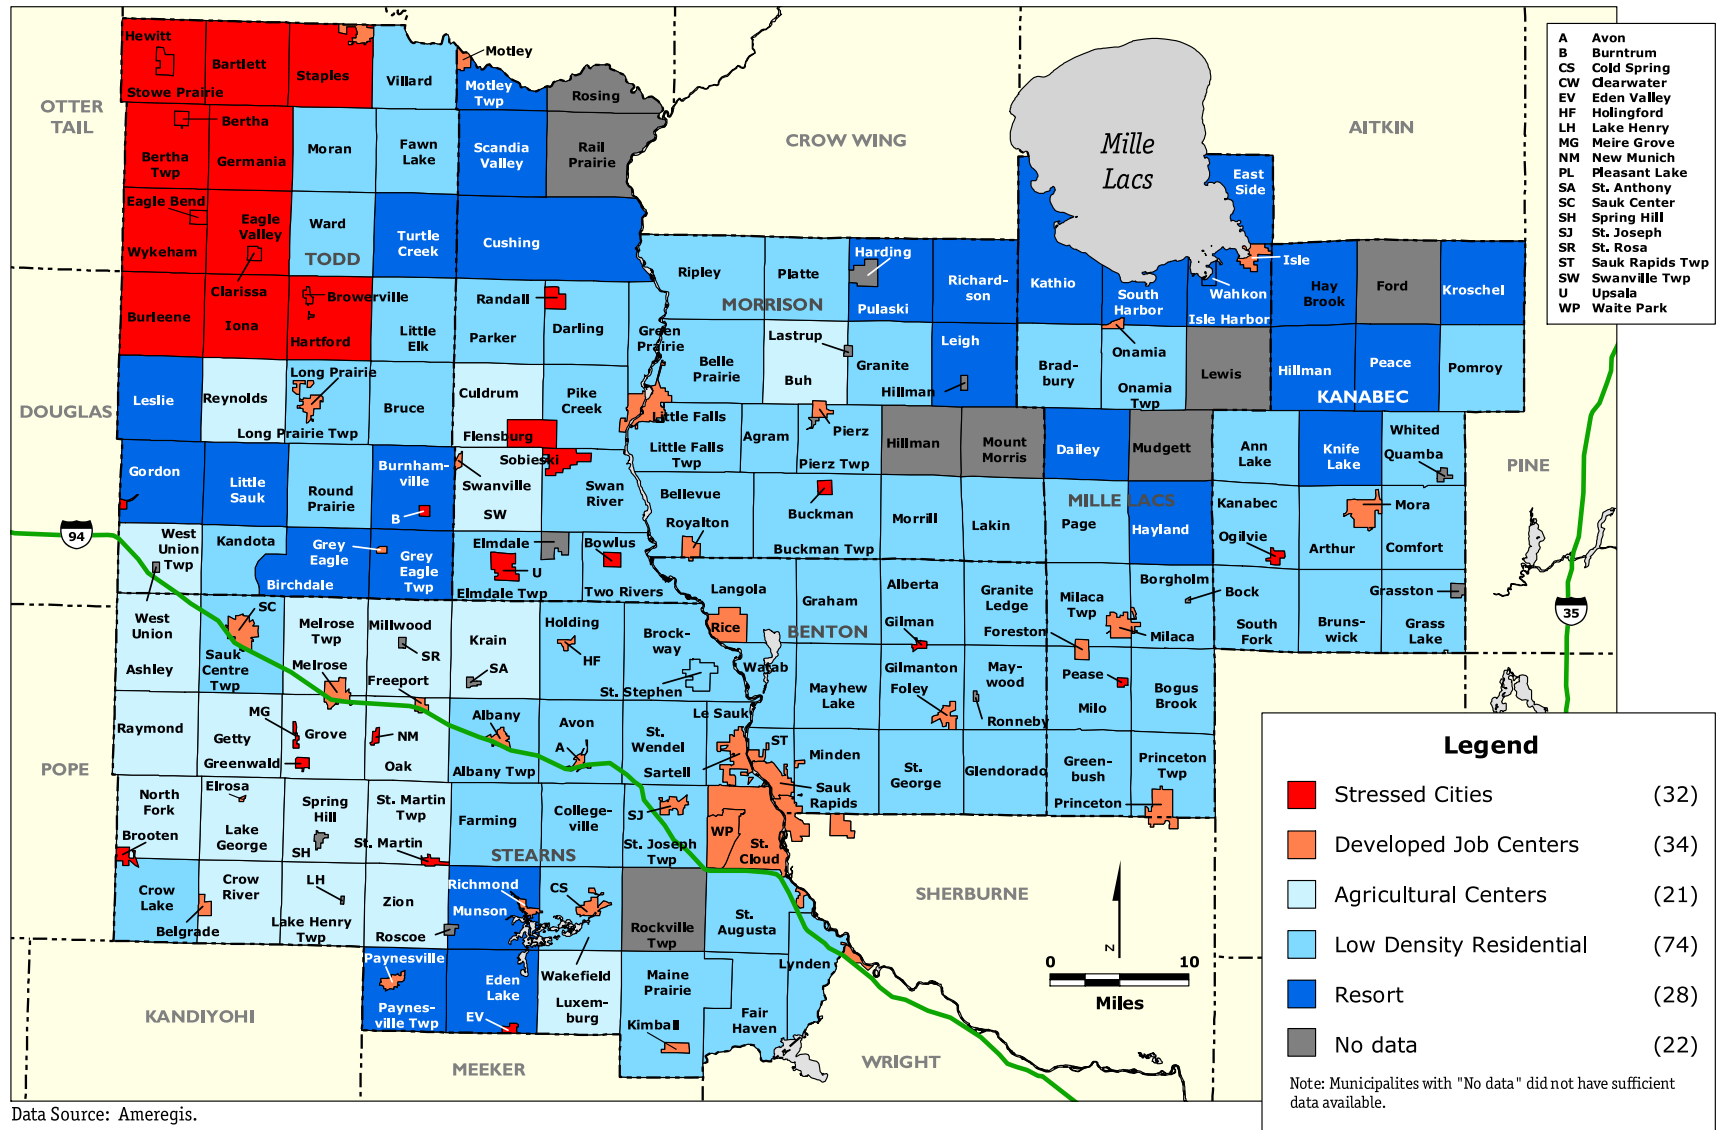 Hewitt
Bartlett
Staples
Stowe Prairie
Villard
Motley
Motley
Twp
Rosing
OTTER
TAIL
Bertha
Bertha
Twp
Germania
Moran
Fawn
Lake
Scandia
Valley
Rail
Prairie
CROW WING
Mille
Lacs
AITKIN
East
Side
Eagle Bend
Eagle
Valley
Wykeham
Ward
TODD
Turtle
Creek
Cushing
Clarissa
Browerville
Burleene
Iona
Hartford
Little
Elk
Randall
Parker
Darling
Green
Prairie
Ripley
Platte
MORRISON
Harding
Pulaski
Richard-
son
Kathio
South
Harbor
Isle
Wahkon
Isle Harbor
Hay
Brook
Ford
Kroschel
Belle
Prairie
Lastrup
Buh
Granite
Leigh
Hillman
Brad-
bury
Onamia
Onamia
Twp
Lewis
Hillman
Peace
Pomroy
KANABEC
DOUGLAS
Leslie
Reynolds
Long Prairie
Long Prairie Twp
Bruce
Culdrum
Flensburg
Pike
Creek
Little Falls
Little Falls
Twp
Agram
Pierz
Pierz Twp
Hillman
Mount
Morris
Dailey
Mudgett
Ann
Lake
Knife
Lake
Whited
Quamba
PINE
Gordon
Little
Sauk
Round
Prairie
Burnham-
ville
B
Sobieski
Swanville
SW
Swan
River
Bellevue
Royalton
Buckman
Buckman Twp
Morrill
Lakin
MILLE LACS
Page
Hayland
Kanabec
Ogilvie
Mora
Arthur
Comfort
94
35
West
Union
Twp
Kandota
Grey
Eagle
Birchdale
Grey
Eagle
Twp
Elmdale
U
Elmdale Twp
Bowlus
Two Rivers
Langola
Graham
Alberta
Granite
Ledge
Milaca
Twp
Borgholm
Bock
Grasston
West
Union
Ashley
SC
Sauk
Centre
Twp
Melrose
Twp
Melrose
Millwood
SR
Freeport
Krain
SA
Holding
HF
Brock-
way
St. Stephen
Rice
BENTON
Gilman
Foreston
Milaca
South
Fork
Bruns-
wick
Grass
Lake
Watab
Mayhew
Lake
Gilmanton
Foley
May-
wood
Ronneby
Pease
Milo
Bogus
Brook
Raymond
MG
Getty
Grove
Greenwald
NM
Oak
Albany
Albany Twp
Avon
A
St.
Wendel
Le Sauk
Sartell
ST
Minden
Sauk
Rapids
St.
George
Glendorado
Green-
bush
Princeton
Twp
Princeton
POPE
North
Fork
Brooten
Elrosa
Lake
George
Spring
Hill
SH
St. Martin
Twp
St. Martin
Farming
STEARNS
College-
ville
SJ
St. Joseph
Twp
WP
St.
Cloud
Crow
Lake
Belgrade
Crow
River
LH
Lake Henry
Twp
Zion
Roscoe
Richmond
Munson
CS
Wakefield
Rockville
Twp
St.
Augusta
Lynden
SHERBURNE
Paynesville
Paynes-
ville Twp
Eden
Lake
EV
Luxem-
burg
Maine
Prairie
Kimball
Fair
Haven
KANDIYOHI
MEEKER
WRIGHT
N
0 10
Miles
A Avon
B Burntrum
CS Cold Spring
CW Clearwater
EV Eden Valley
HF Holingford
LH Lake Henry
MG Meire Grove
NM New Munich
PL Pleasant Lake
SA St. Anthony
SC Sauk Center
SH Spring Hill
SJ St. Joseph
SR St. Rosa
ST Sauk Rapids Twp
SW Swanville Twp
U Upsala
WP Waite Park
Legend
Stressed Cities (32)
Developed Job Centers (34)
Agricultural Centers (21)
Low Density Residential (74)
Resort (28)
No data (22)
Note: Municipalites with "No data" did not have sufficient
data available.
Data Source: Ameregis.